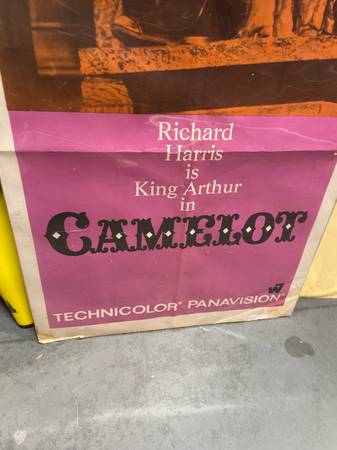 Richard
Harris
is
King Arthur
in
CAMELOT
TECHNICOLOR® PANAVISION®